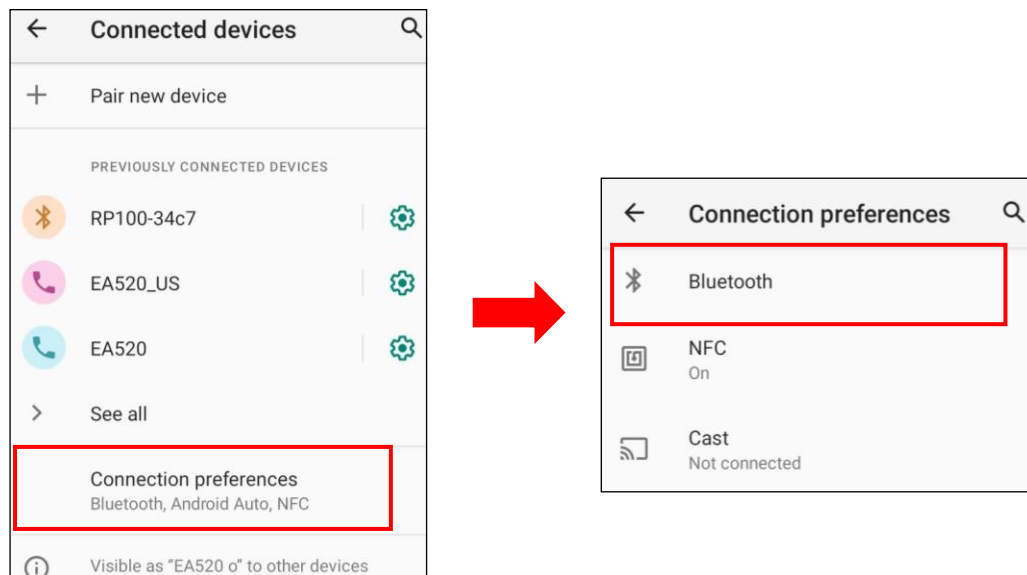 Connected devices
Pair new device
PREVIOUSLY CONNECTED DEVICES
RP100-34c7
EA520_US
EA520
See all
Connection preferences
Bluetooth, Android Auto, NFC
Visible as “EA520 o” to other devices
Connection preferences
Bluetooth
NFC
On
Cast
Not connected